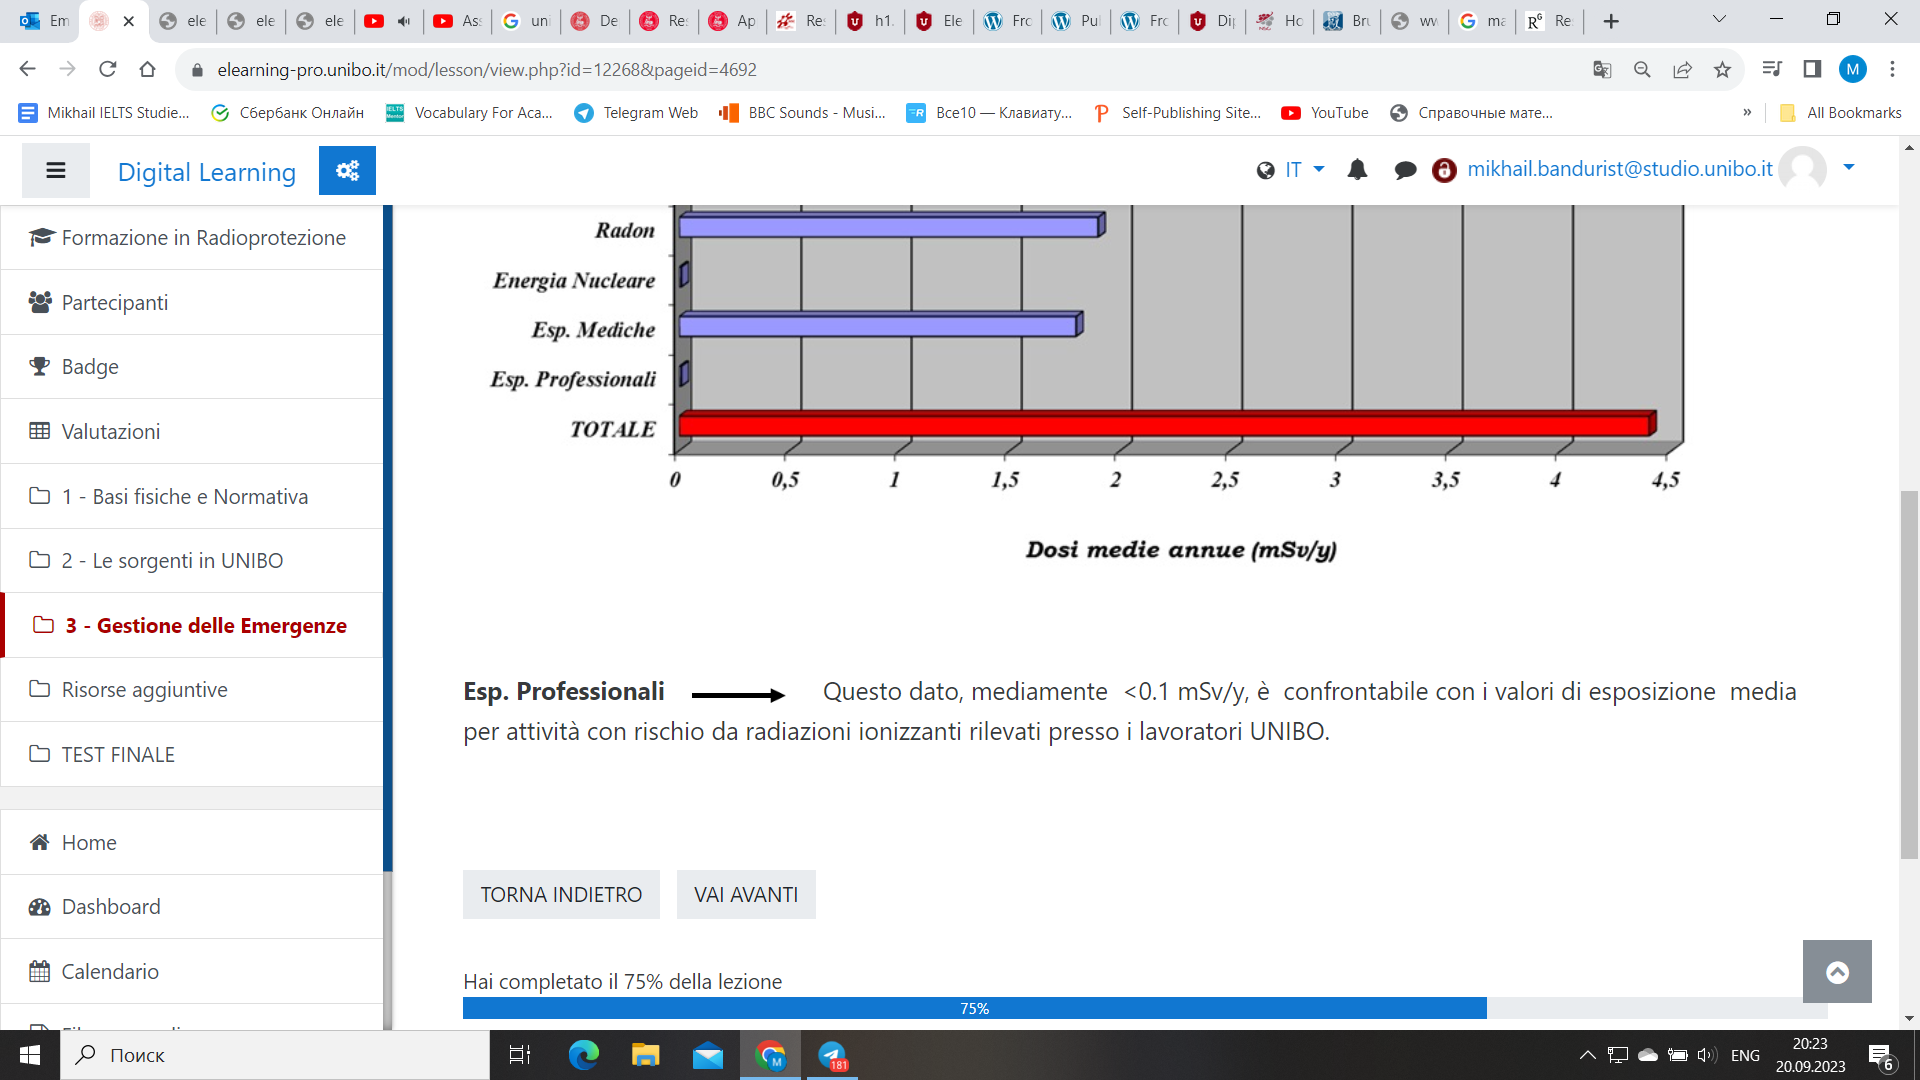 Em
ele
ele
ele
Ass
uni
De
Re
Ap
Re
h1.
Ele
Fro
Pul
Fro
Di
Ho
Bru
ww
ma
Re
elearning-pro.unibo.it/mod/lesson/view.php?id=12268&pageid=4692
M
Mikhail IELTS Studie...
Сбербанк Онлайн
Vocabulary For Aca...
Telegram Web
BBC Sounds - Musi...
Все10 — Клавиату...
Self-Publishing Site...
YouTube
Справочные мате...
»
All Bookmarks
Digital Learning
IT
mikhail.bandurist@studio.unibo.it
Formazione in Radioprotezione
Partecipanti
Badge
Valutazioni
1 - Basi fisiche e Normativa
2 - Le sorgenti in UNIBO
3 - Gestione delle Emergenze
Risorse aggiuntive
TEST FINALE
Home
Dashboard
Calendario
Radon
Energia Nucleare
Esp. Mediche
Esp. Professionali
TOTALE
0 0,5 1 1,5 2 2,5 3 3,5 4 4,5
Dosi medie annue (mSv/y)
Esp. Professionali Questo dato, mediamente <0.1 mSv/y, è confrontabile con i valori di esposizione media
per attività con rischio da radiazioni ionizzanti rilevati presso i lavoratori UNIBO.
TORNA INDIETRO VAI AVANTI
Hai completato il 75% della lezione
75%
Поиск
M
181
ENG
20:23
20.09.2023
6